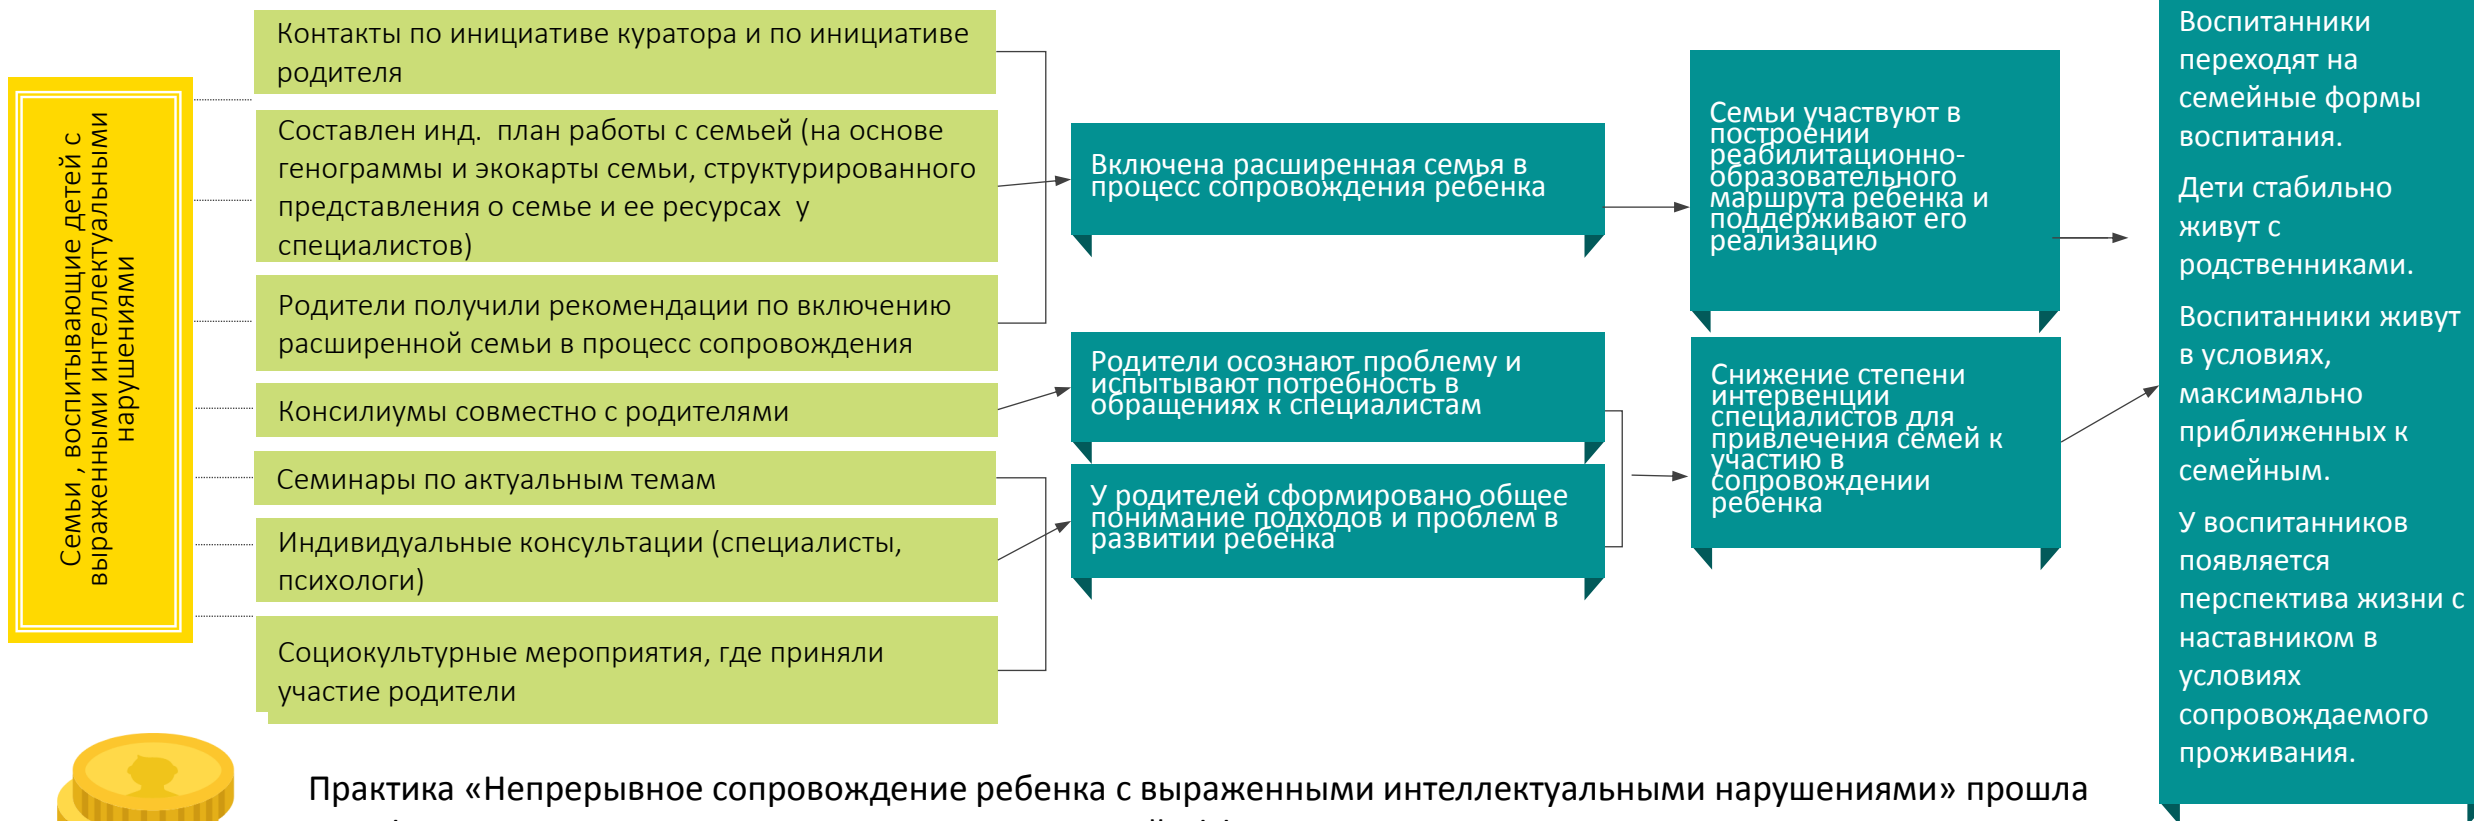 Семьи , воспитывающие детей с
выраженными интеллектуальными
нарушениями
Контакты по инициативе куратора и по инициативе
родителя
Составлен инд. план работы с семьей (на основе
генограммы и экокарты семьи, структурированного
представления о семье и ее ресурсах у
специалистов)
Родители получили рекомендации по включению
расширенной семьи в процесс сопровождения
Консилиумы совместно с родителями
Семинары по актуальным темам
Индивидуальные консультации (специалисты,
психологи)
Социокультурные мероприятия, где приняли
участие родители
Включена расширенная семья в
процесс сопровождения ребенка
Родители осознают проблему и
испытывают потребность в
обращениях к специалистам
У родителей сформировано общее
понимание подходов и проблем в
развитии ребенка
Семьи участвуют в
построении
реабилитационно-
образовательного
маршрута ребенка и
поддерживают его
реализацию
Снижение степени
интервенции
специалистов для
привлечения семей к
участию в
сопровождении
ребенка
Воспитанники
переходят на
семейные формы
воспитания.
Дети стабильно
живут с
родственниками.
Воспитанники живут
в условиях,
максимально
приближенных к
семейным.
У воспитанников
появляется
перспектива жизни с
наставником в
условиях
сопровождаемого
проживания.
Практика «Непрерывное сопровождение ребенка с выраженными интеллектуальными нарушениями» прошла